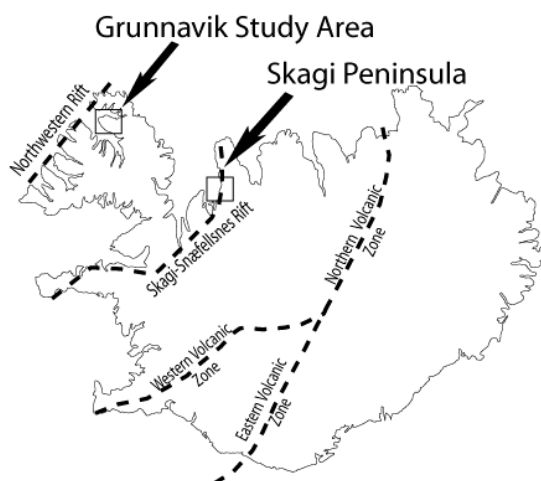 Grunnavik Study Area
Skagi Peninsula
Northwestern Rift
Skagi-Snæfellsnes Rift
Northern Volcanic
Zone
Western Volcanic
Zone
Eastern Volcanic
Zone